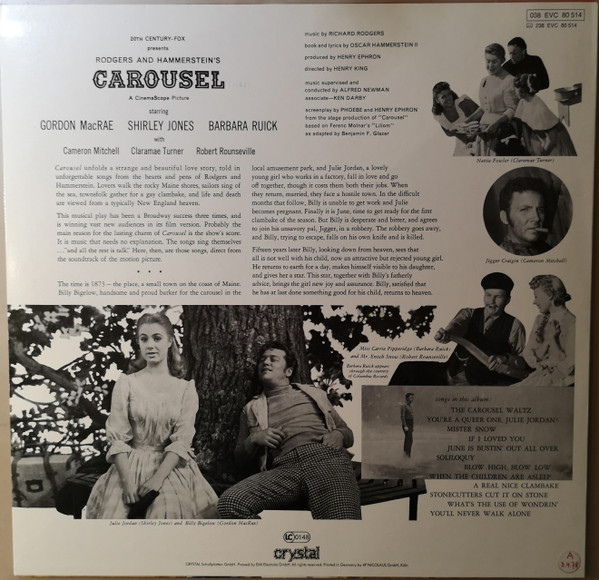 20TH CENTURY-FOX
presents
RODGERS AND HAMMERSTEIN'S
CAROUSEL
A CinemaScope Picture
starring
GORDON MacRAE SHIRLEY JONES BARBARA RUICK
with
Cameron Mitchell Claramae Turner Robert Rounseville
music by RICHARD RODGERS
book and lyrics by OSCAR HAMMERSTEIN II
produced by HENRY EPHRON
directed by HENRY KING
music supervised and
conducted by ALFRED NEWMAN
associate—KEN DARBY
screenplay by PHOEBE and HENRY EPHRON
from the stage production of "Carousel"
based on Ferenc Molnar's "Liliom"
as adapted by Benjamin F. Glazer
038 EVC 80 514
038 EVC 80 514
Nettie Fowler (Claramae Turner)
Carousel unfolds a strange and beautiful love story, told in
unforgettable songs from the hearts and pens of Rodgers and
Hammerstein. Lovers walk the rocky Maine shores, sailors sing of
the sea, townsfolk gather for a gay clambake, and life and death
are viewed from a typically New England heaven.
This musical play has been a Broadway success three times, and
is winning vast new audiences in its film version. Probably the
main reason for the lasting charm of Carousel is the show's score.
It is music that needs no explanation. The songs sing themselves
..."and all the rest is talk." Here, then, are those songs, direct from
the soundtrack of the motion picture.
• • •
The time is 1873 — the place, a small town on the coast of Maine.
Billy Bigelow, handsome and proud barker for the carousel in the
local amusement park, and Julie Jordan, a lovely
young girl who works in a factory, fall in love and go
off together, though it costs them both their jobs. When
they return, married, they face a hostile town. In the difficult
months that follow, Billy is unable to get work and Julie
becomes pregnant. Finally it is June, time to get ready for the first
clambake of the season. But Billy is desperate and bitter, and agrees
to join his unsavory pal, Jigger, in a robbery. The robbery goes awry,
and Billy, trying to escape, falls on his own knife and is killed.
Fifteen years later Billy, looking down from heaven, sees that
all is not well with his child, now an attractive but rejected young girl.
He returns to earth for a day, makes himself visible to his daughter,
and gives her a star. This star, together with Billy's fatherly
advice, brings the girl new joy and assurance. Billy, satisfied that
he has at last done something good for his child, returns to heaven.
Jigger Craigin (Cameron Mitchell)
Miss Carrie Pipperidge (Barbara Ruick)
and Mr. Enoch Snow (Robert Rounseville)
Barbara Ruick appears
through the courtesy
of Columbia Records
songs in this album:
THE CAROUSEL WALTZ
YOU'RE A QUEER ONE, JULIE JORDAN!
MISTER SNOW
IF I LOVED YOU
JUNE IS BUSTIN' OUT ALL OVER
SOLILOQUY
BLOW HIGH, BLOW LOW
WHEN THE CHILDREN ARE ASLEEP
A REAL NICE CLAMBAKE
STONECUTTERS CUT IT ON STONE
WHAT'S THE USE OF WONDRIN'
YOU'LL NEVER WALK ALONE
Julie Jordan (Shirley Jones) and Billy Bigelow (Gordon MacRae)
LC 0148
crystal